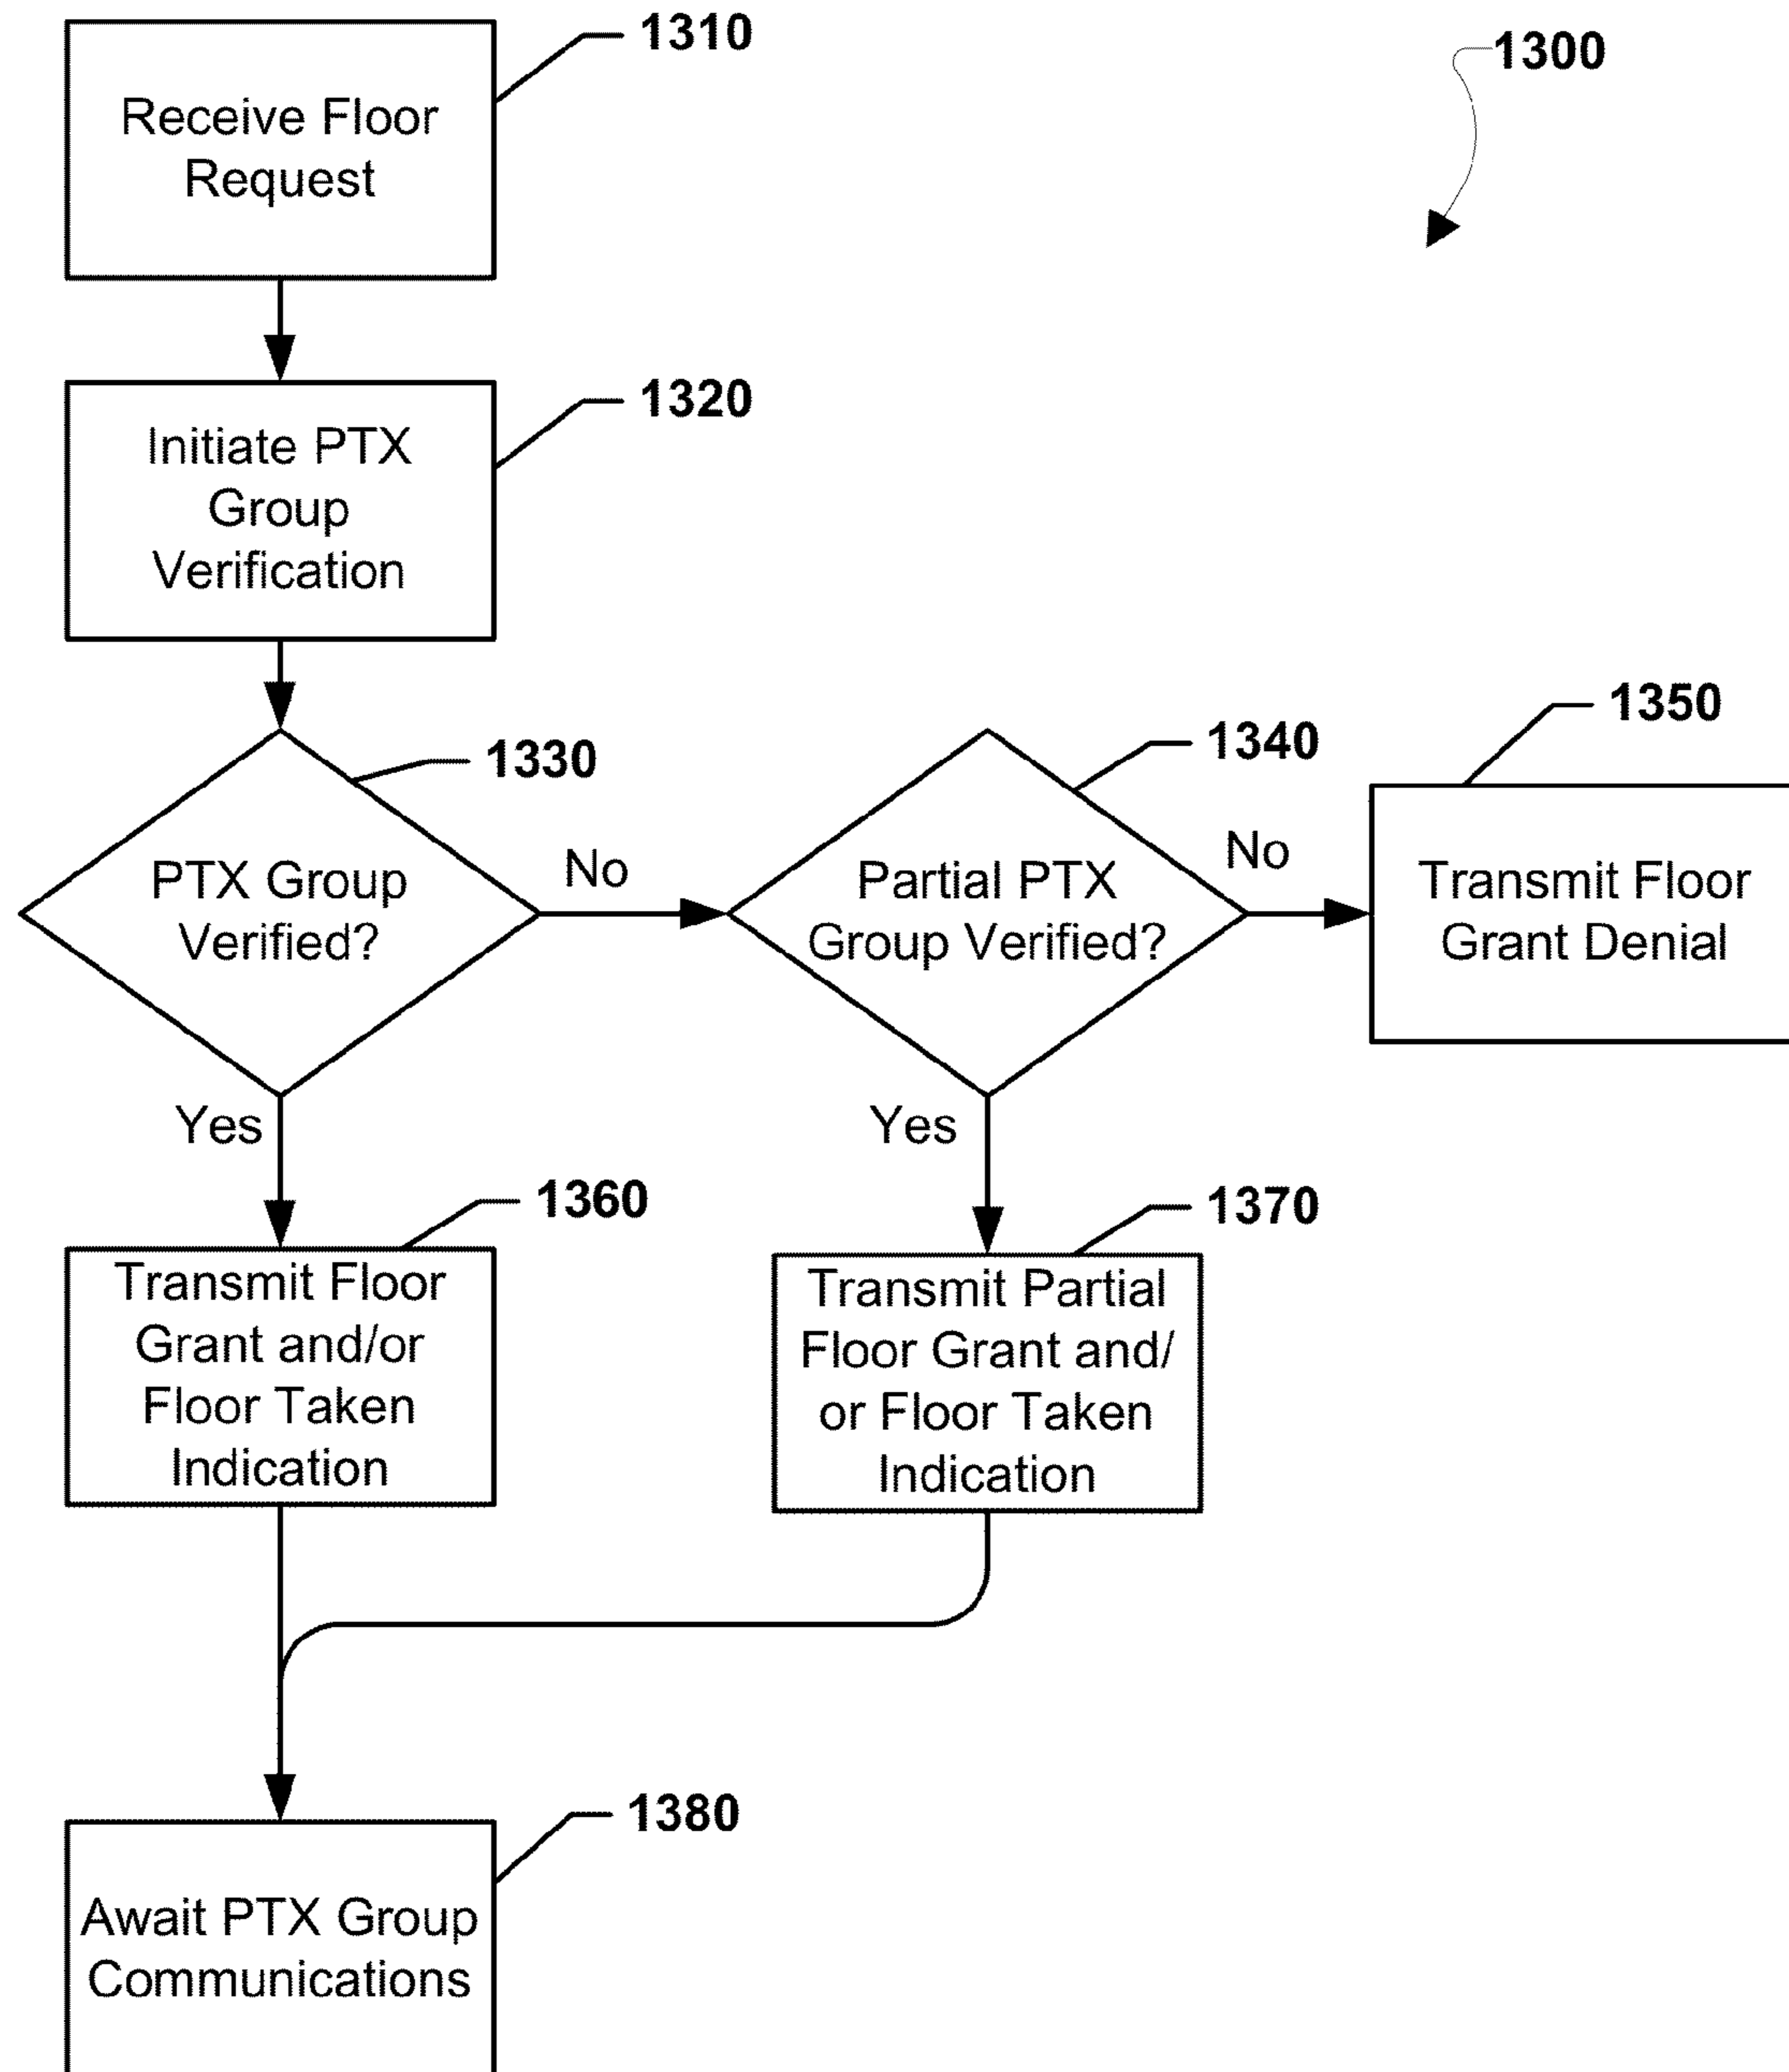 1310
1300
Receive Floor
Request
1320
Initiate PTX
Group
Verification
1330
1340
1350
PTX Group
Verified?
No
Partial PTX
Group Verified?
No
Transmit Floor
Grant Denial
Yes
Yes
1360
1370
Transmit Floor
Grant and/or
Floor Taken
Indication
Transmit Partial
Floor Grant and/
or Floor Taken
Indication
1380
Await PTX Group
Communications